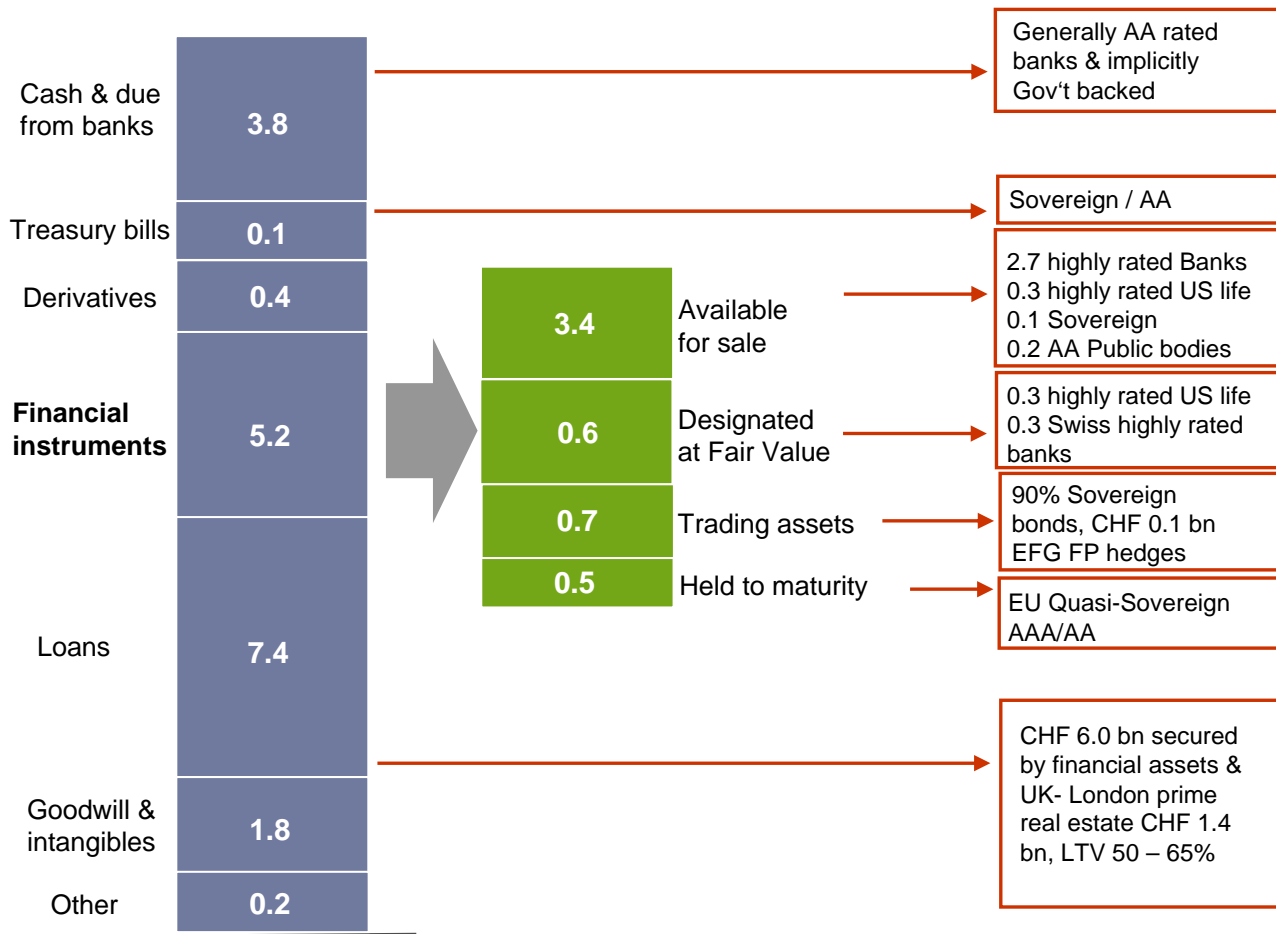 Cash & due
from banks
3.8
Generally AA rated
banks & implicitly
Gov‘t backed
Treasury bills
0.1
Sovereign / AA
Derivatives
0.4
Financial
instruments
5.2
3.4
Available
for sale
2.7 highly rated Banks
0.3 highly rated US life
0.1 Sovereign
0.2 AA Public bodies
0.6
Designated
at Fair Value
0.3 highly rated US life
0.3 Swiss highly rated
banks
0.7
Trading assets
90% Sovereign
bonds, CHF 0.1 bn
EFG FP hedges
0.5
Held to maturity
EU Quasi-Sovereign
AAA/AA
Loans
7.4
CHF 6.0 bn secured
by financial assets &
UK- London prime
real estate CHF 1.4
bn, LTV 50 – 65%
Goodwill &
intangibles
1.8
Other
0.2